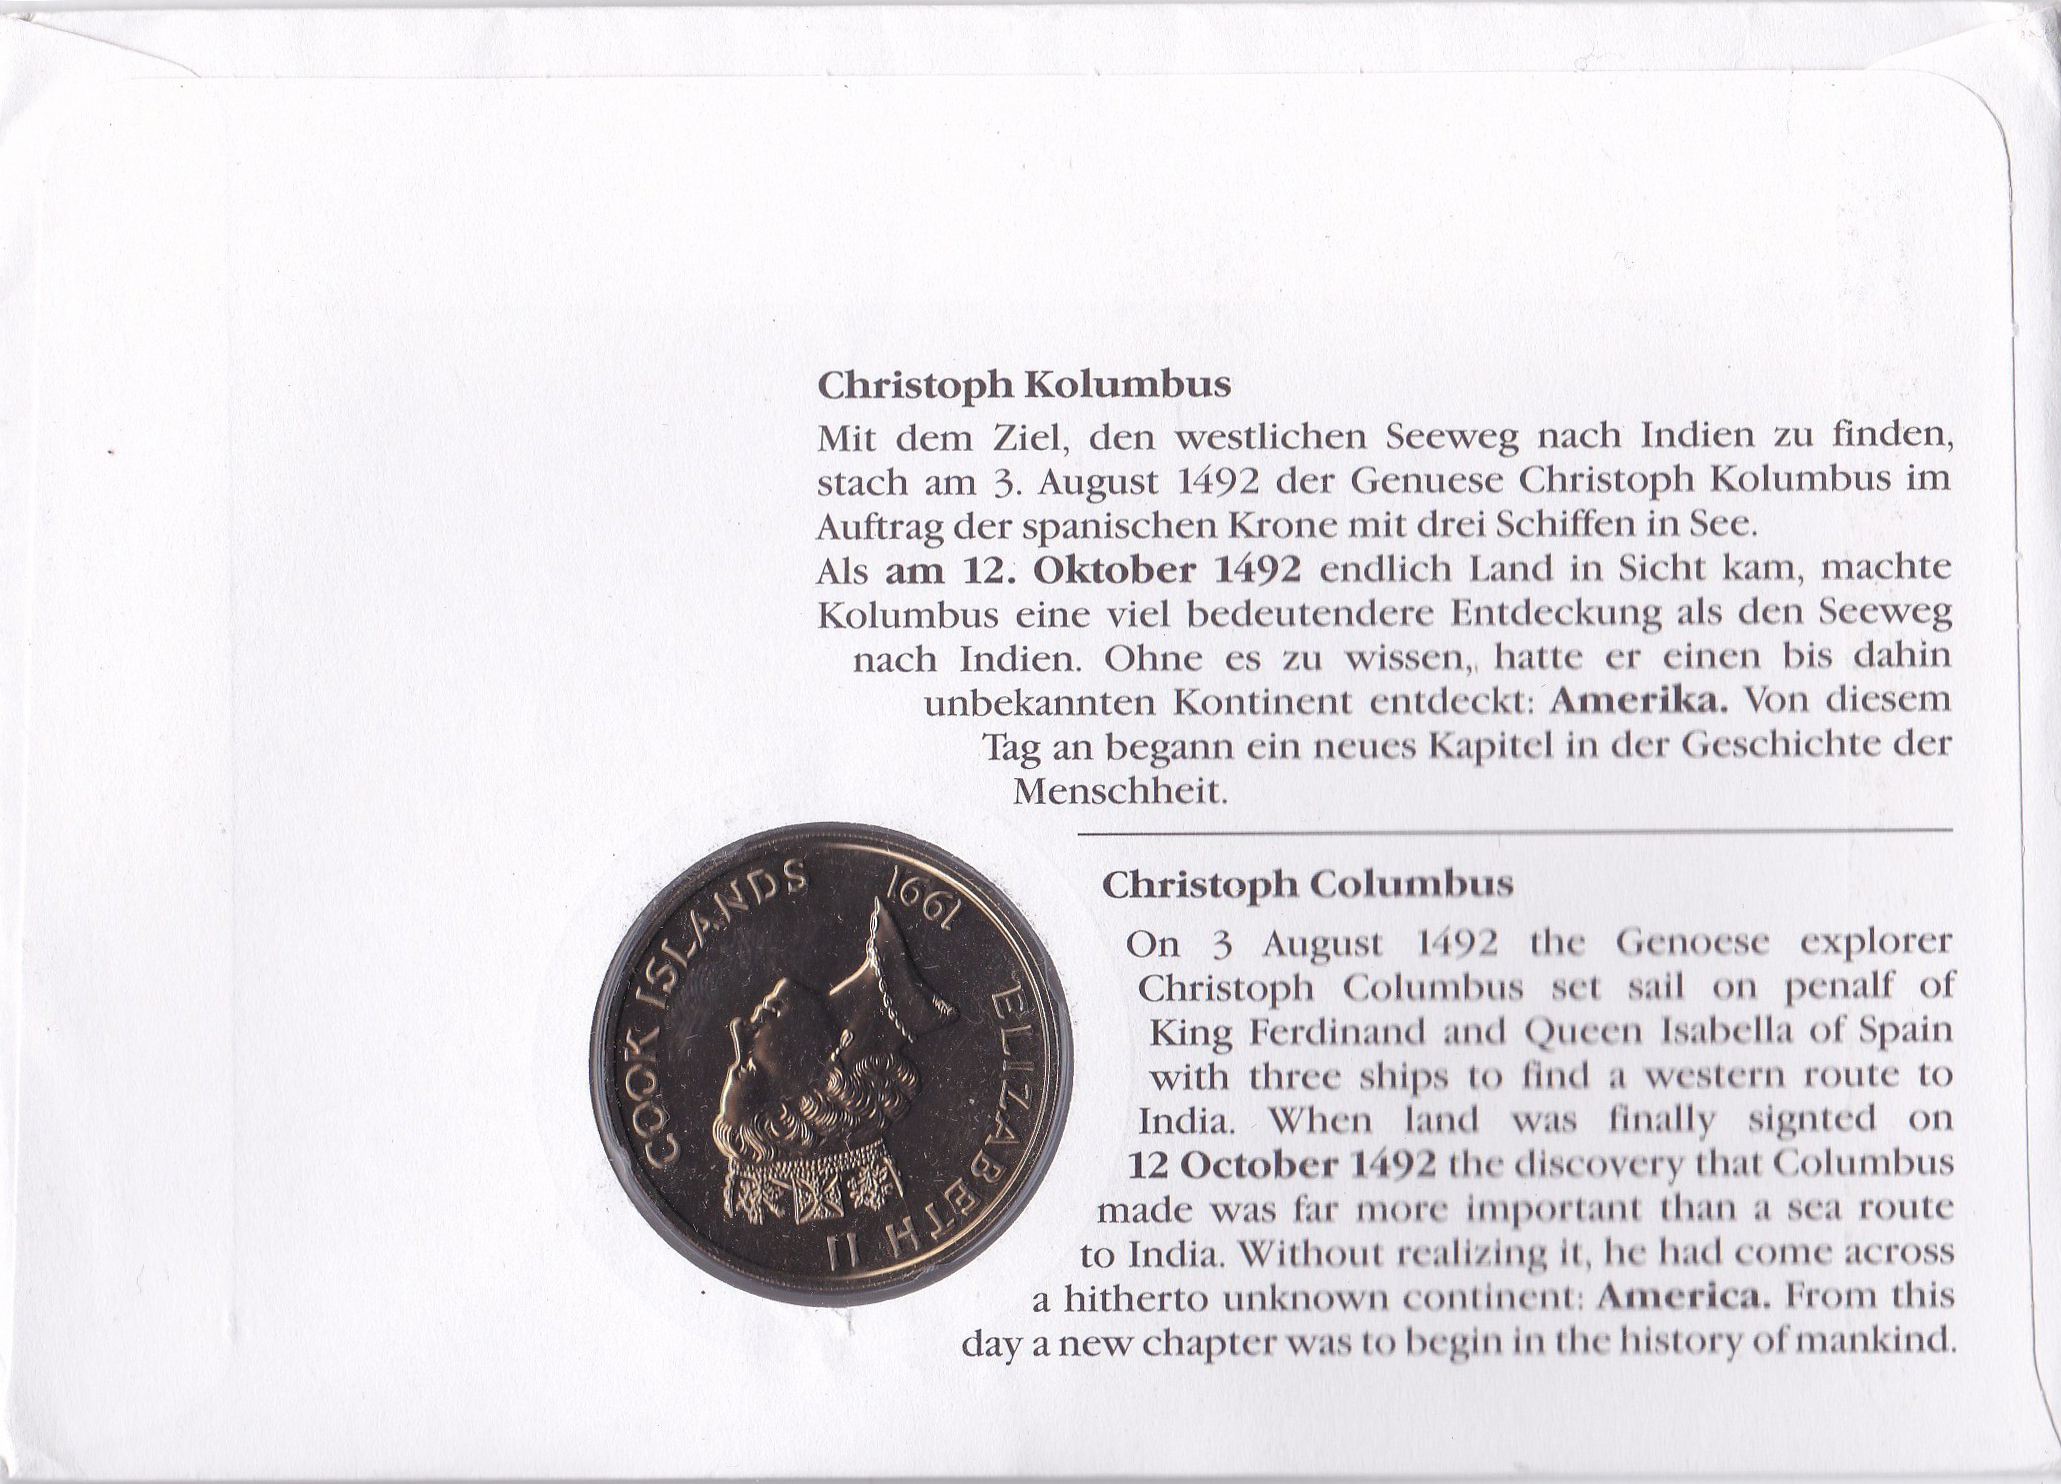 Christoph Kolumbus
Mit dem Ziel, den westlichen Seeweg nach Indien zu finden,
stach am 3. August 1492 der Genuese Christoph Kolumbus im
Auftrag der spanischen Krone mit drei Schiffen in See.
Als am 12. Oktober 1492 endlich Land in Sicht kam, machte
Kolumbus eine viel bedeutendere Entdeckung als den Seeweg
nach Indien. Ohne es zu wissen, hatte er einen bis dahin
unbekannten Kontinent entdeckt: Amerika. Von diesem
Tag an begann ein neues Kapitel in der Geschichte der
Menschheit.
COOK ISLANDS
1991
ELIZABETH II
Christoph Columbus
On 3 August 1492 the Genoese explorer
Christoph Columbus set sail on penalf of
King Ferdinand and Queen Isabella of Spain
with three ships to find a western route to
India. When land was finally signted on
12 October 1492 the discovery that Columbus
made was far more important than a sea route
to India. Without realizing it, he had come across
a hitherto unknown continent: America. From this
day a new chapter was to begin in the history of mankind.